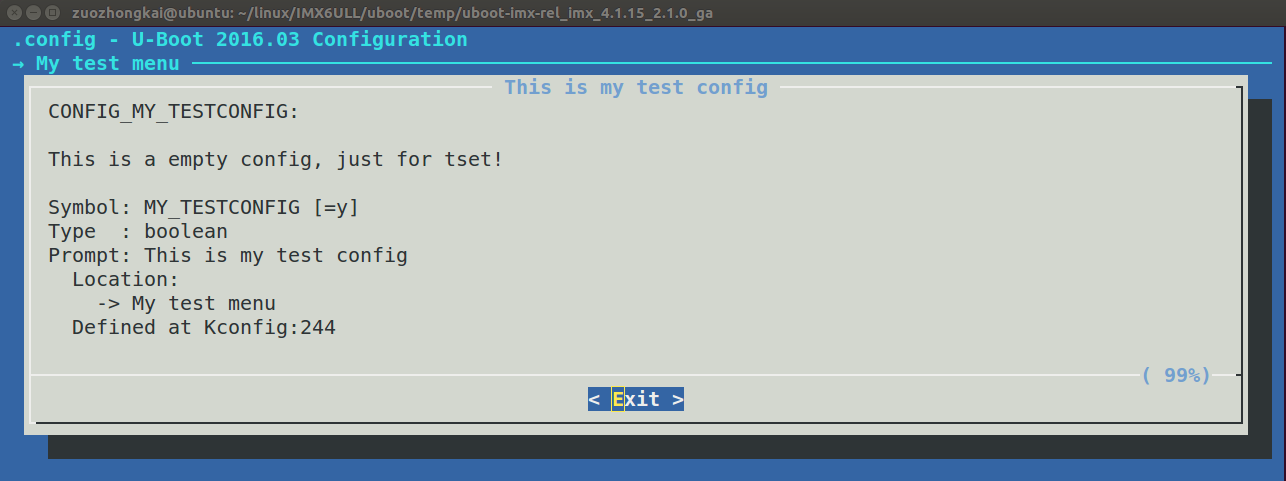 zuozhongkai@ubuntu: ~/linux/IMX6ULL/uboot/temp/uboot-imx-rel_imx_4.1.15_2.1.0_ga
.config - U-Boot 2016.03 Configuration
→ My test menu
This is my test config
CONFIG_MY_TESTCONFIG:
This is a empty config, just for tset!
Symbol: MY_TESTCONFIG [=y]
Type  : boolean
Prompt: This is my test config
Location:
-> My test menu
Defined at Kconfig:244
( 99%)
< Exit >